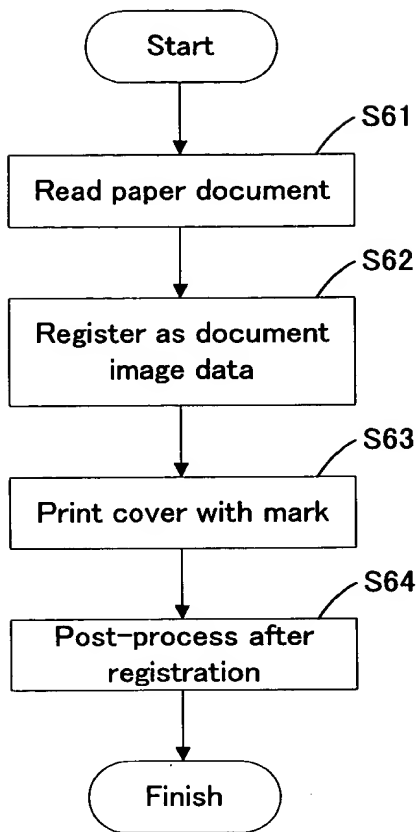 Start
S61
Read paper document
S62
Register as document
image data
S63
Print cover with mark
S64
Post-process after
registration
Finish